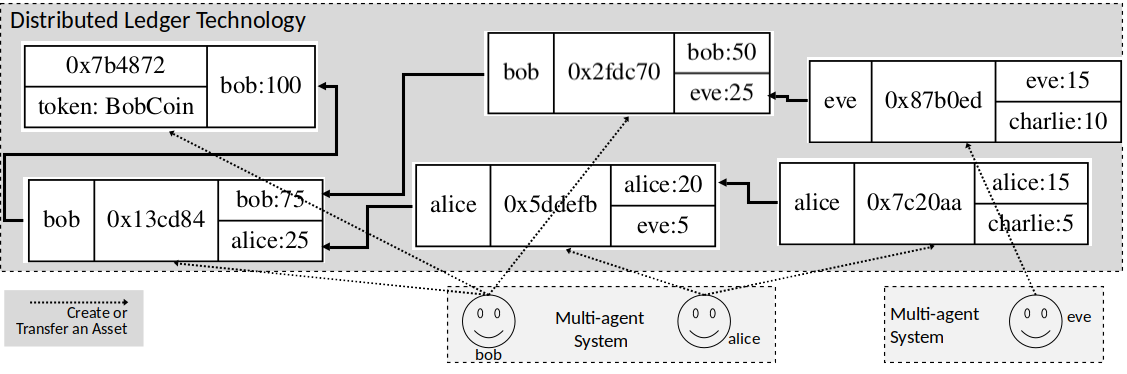 Distributed Ledger Technology
0x7b4872
token: BobCoin
bob:100
bob
0x2fdc70
bob:50
eve:25
eve
0x87b0ed
eve:15
charlie:10
bob
0x13cd84
bob:75
alice:25
alice
0x5ddefb
alice:20
eve:5
alice
0x7c20aa
alice:15
charlie:5
Create or
Transfer an Asset
bob
Multi-agent
System
alice
Multi-agent
System
eve